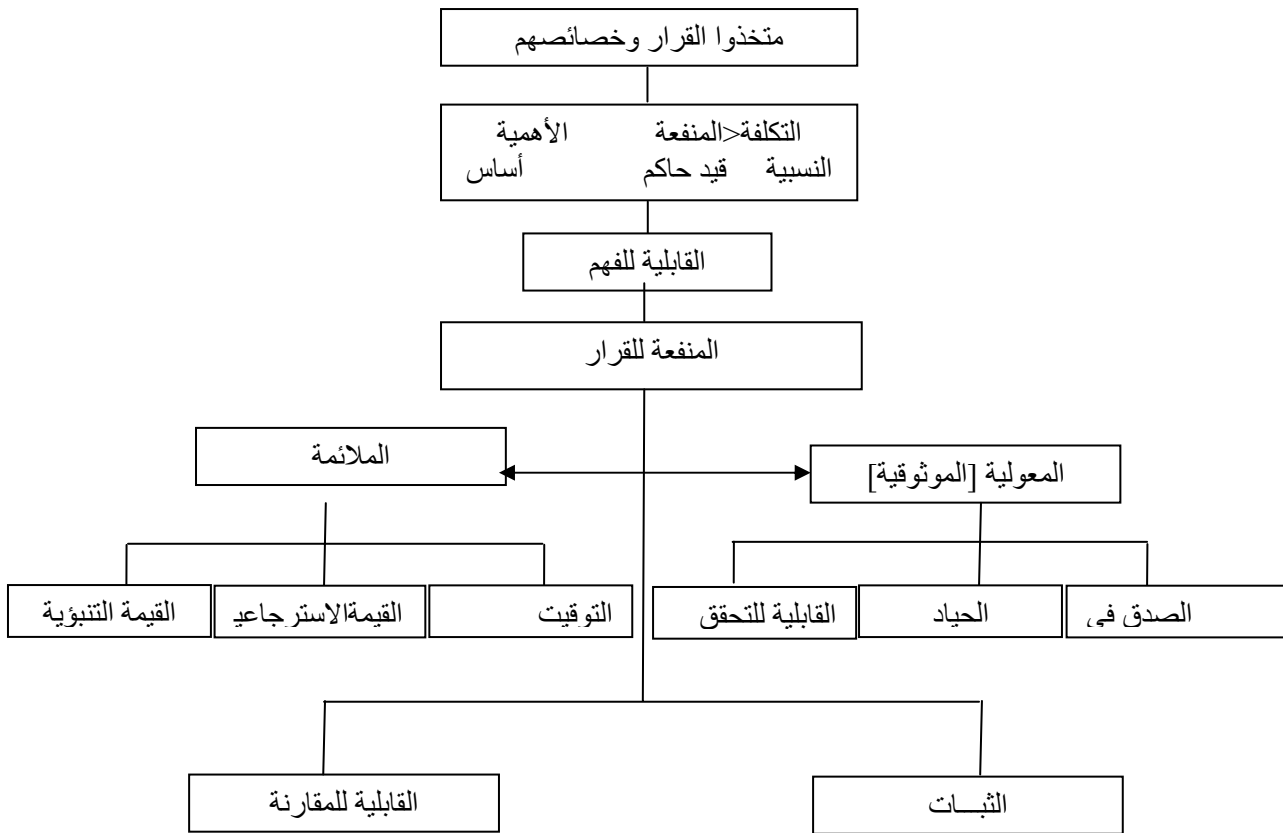 متخذوا القرار وخصائصهم
التكلفة<المنفعة الأهمية
النسبية قيد حاكم أساس
القابلية للفهم
المنفعة للقرار
الملائمة
المعولية [الموثوقية]
الصدق في
الحياد
القابلية للتحقق
التوقيت
القيمةالاسترجاعي
القيمة التنبؤية
الثبـــات
القابلية للمقارنة